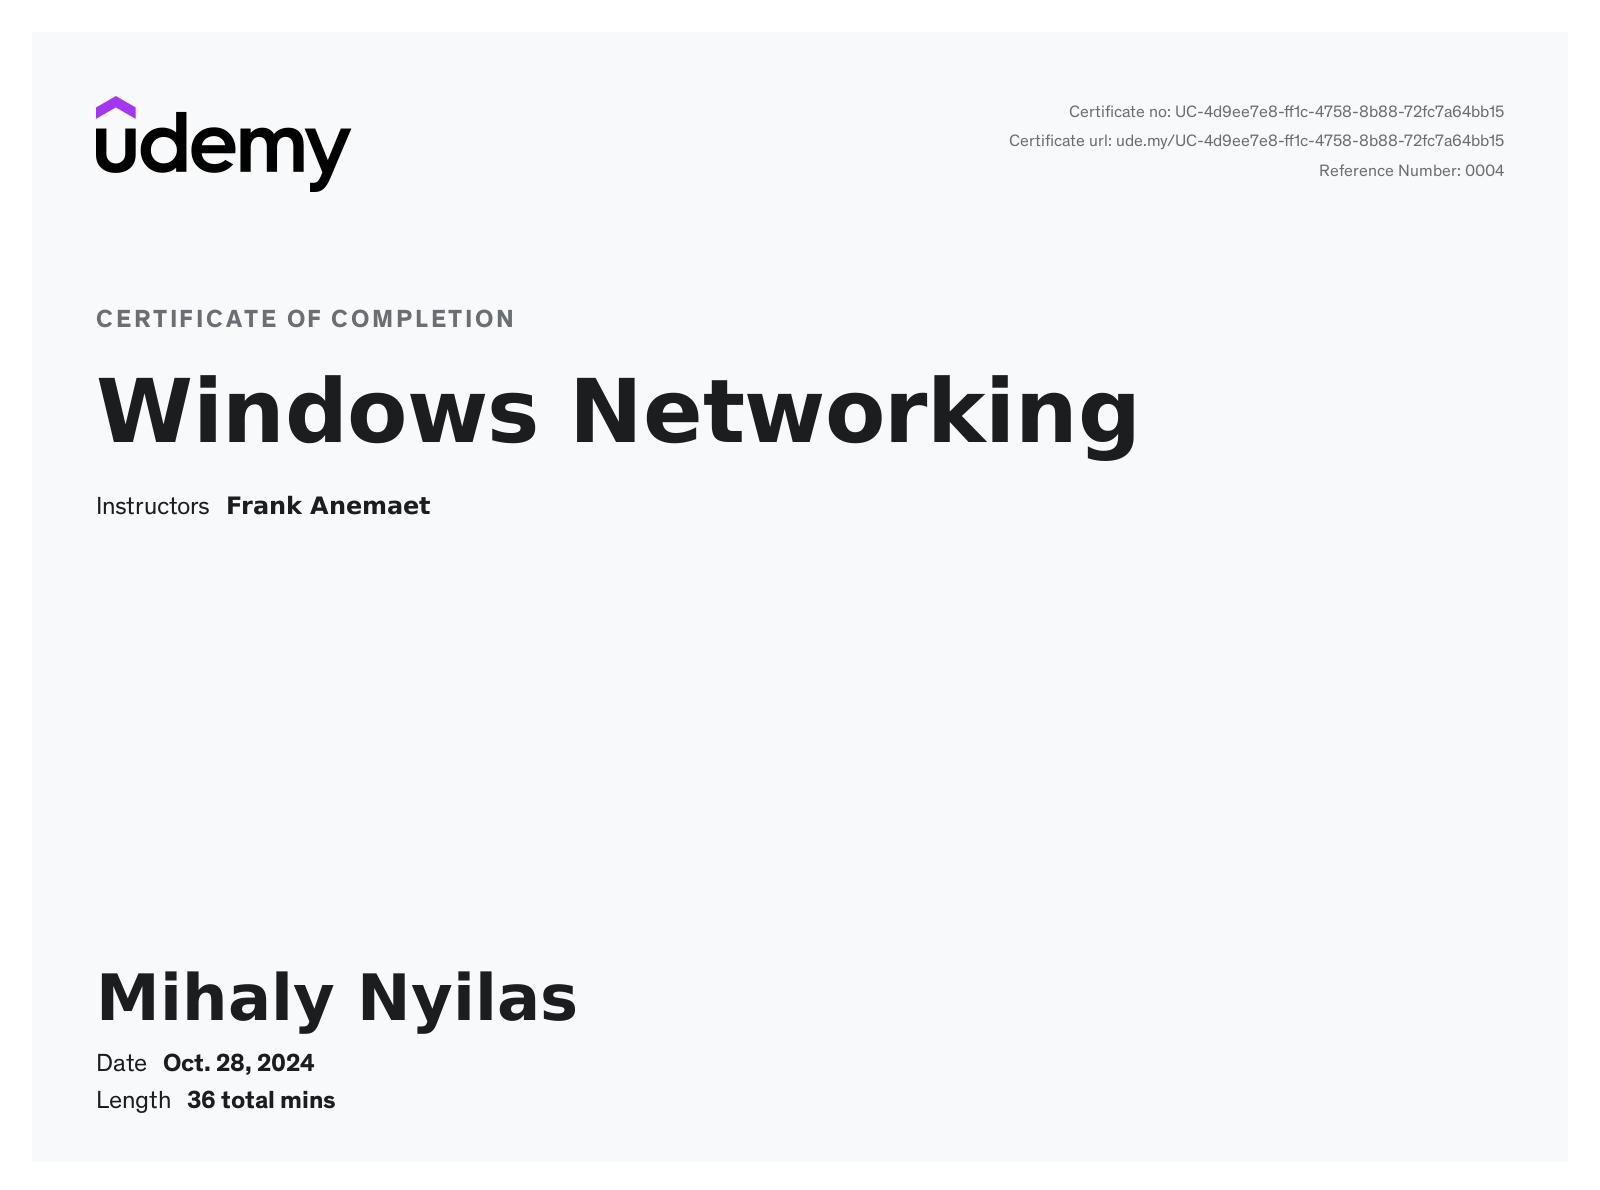 udemy
Certificate no: UC-4d9ee7e8-ff1c-4758-8b88-72fc7a64bb15
Certificate url: ude.my/UC-4d9ee7e8-ff1c-4758-8b88-72fc7a64bb15
Reference Number: 0004
CERTIFICATE OF COMPLETION
Windows Networking
Instructors Frank Anemaet
Mihaly Nyilas
Date Oct. 28, 2024
Length 36 total mins